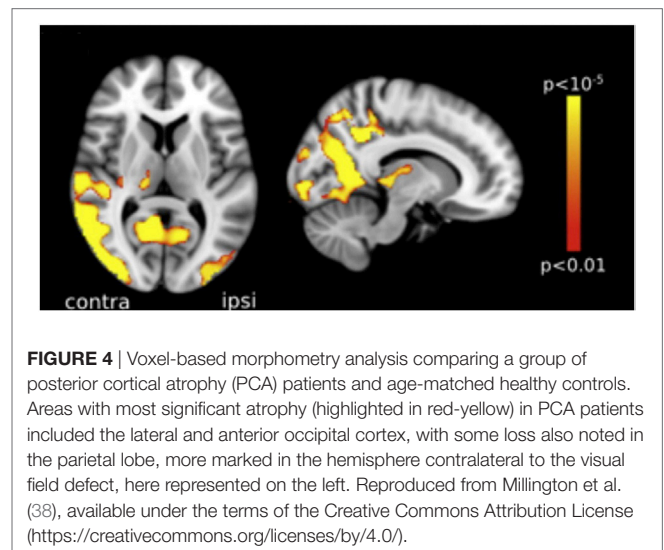 p<10⁻⁵
p<0.01
contra ipsi
FIGURE 4 | Voxel-based morphometry analysis comparing a group of
posterior cortical atrophy (PCA) patients and age-matched healthy controls.
Areas with most significant atrophy (highlighted in red-yellow) in PCA patients
included the lateral and anterior occipital cortex, with some loss also noted in
the parietal lobe, more marked in the hemisphere contralateral to the visual
field defect, here represented on the left. Reproduced from Millington et al.
(38), available under the terms of the Creative Commons Attribution License
(https://creativecommons.org/licenses/by/4.0/).